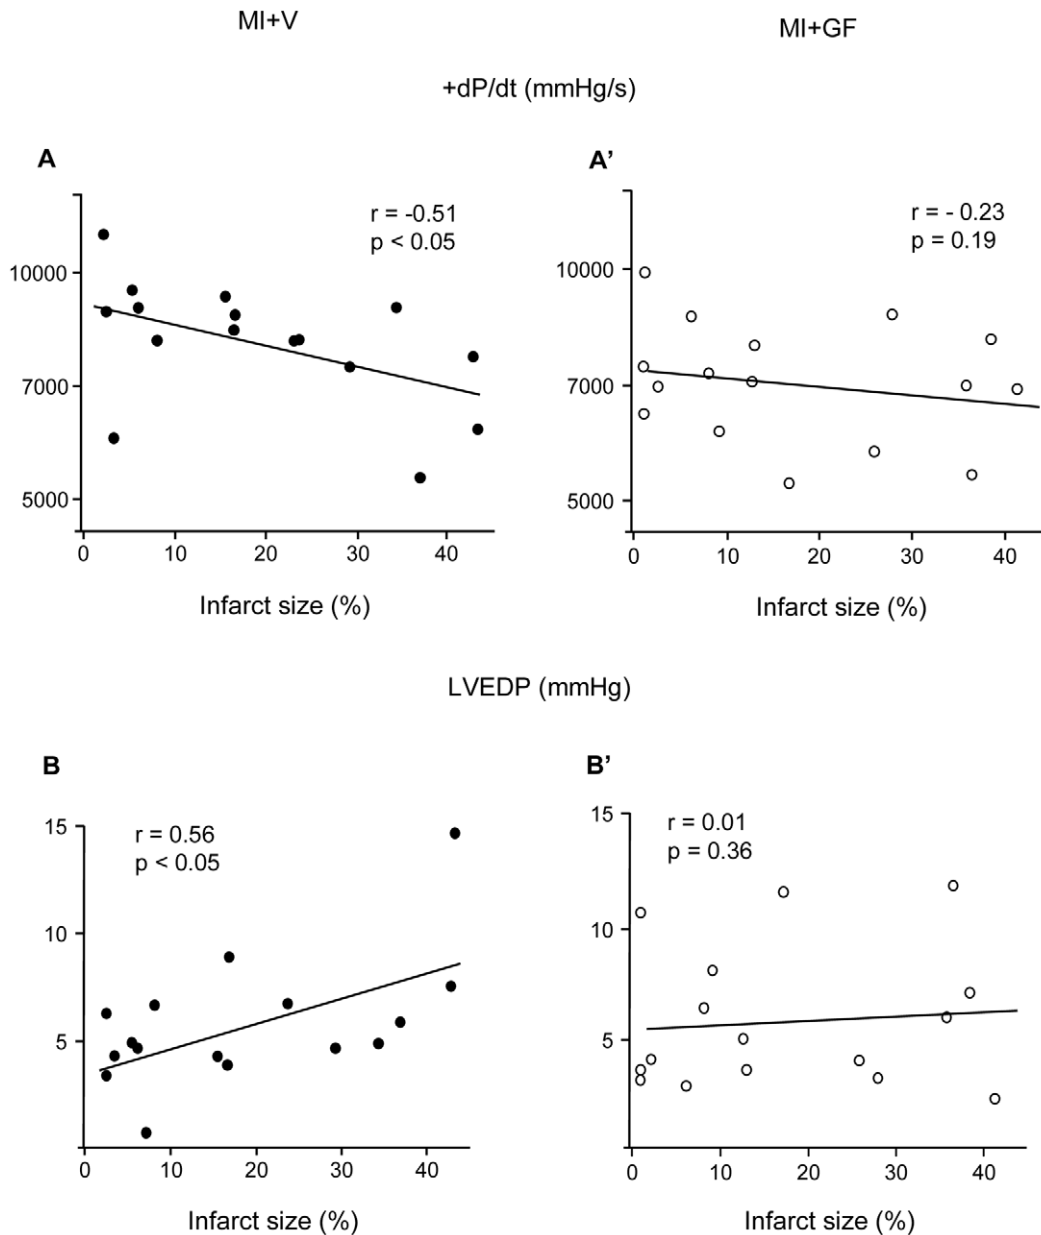 MI+V
MI+GF
+dP/dt (mmHg/s)
A
r = -0.51
p < 0.05
10000
7000
5000
0 10 20 30 40
Infarct size (%)
A’
r = - 0.23
p = 0.19
10000
7000
5000
0 10 20 30 40
Infarct size (%)
LVEDP (mmHg)
B
r = 0.56
p < 0.05
15
10
5
0 10 20 30 40
Infarct size (%)
B’
r = 0.01
p = 0.36
15
10
5
0 10 20 30 40
Infarct size (%)